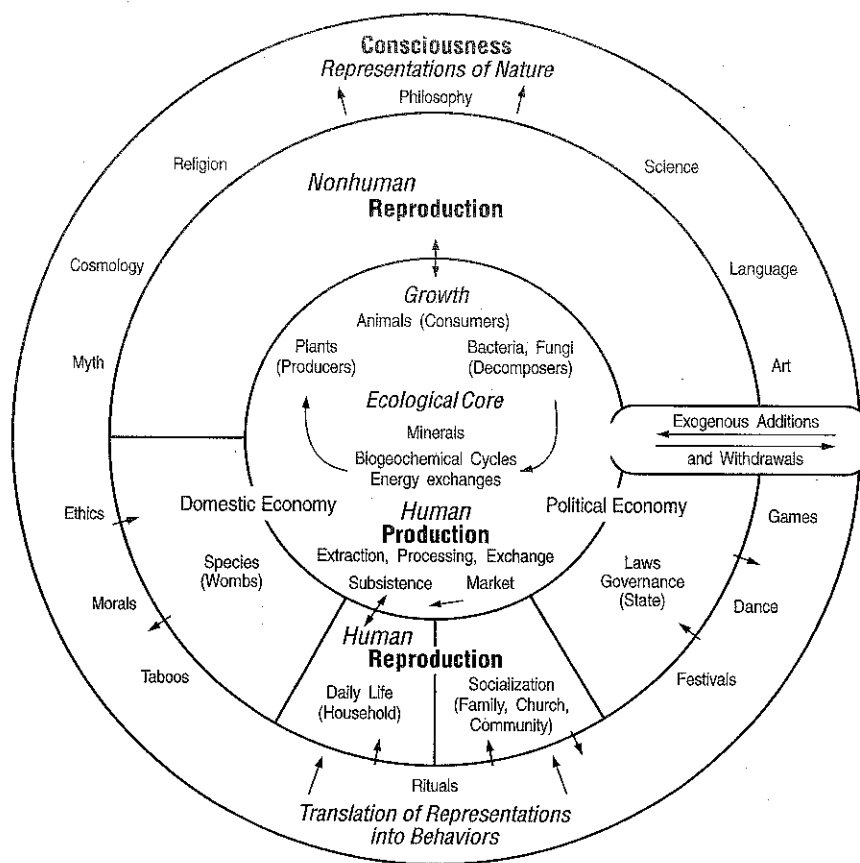 Consciousness
Representations of Nature
Philosophy
Religion
Science
Nonhuman
Reproduction
Cosmology
Language
Growth
Animals (Consumers)
Plants
(Producers)
Bacteria, Fungi
(Decomposers)
Myth
Art
Ecological Core
Minerals
Exogenous Additions
and Withdrawals
Biogeochemical Cycles
Energy exchanges
Domestic Economy
Human
Political Economy
Ethics
Games
Production
Extraction, Processing, Exchange
Species
(Wombs)
Laws
Governance
(State)
Subsistence
Market
Morals
Dance
Human
Reproduction
Taboos
Festivals
Daily Life
(Household)
Socialization
(Family, Church,
Community)
Rituals
Translation of Representations
into Behaviors